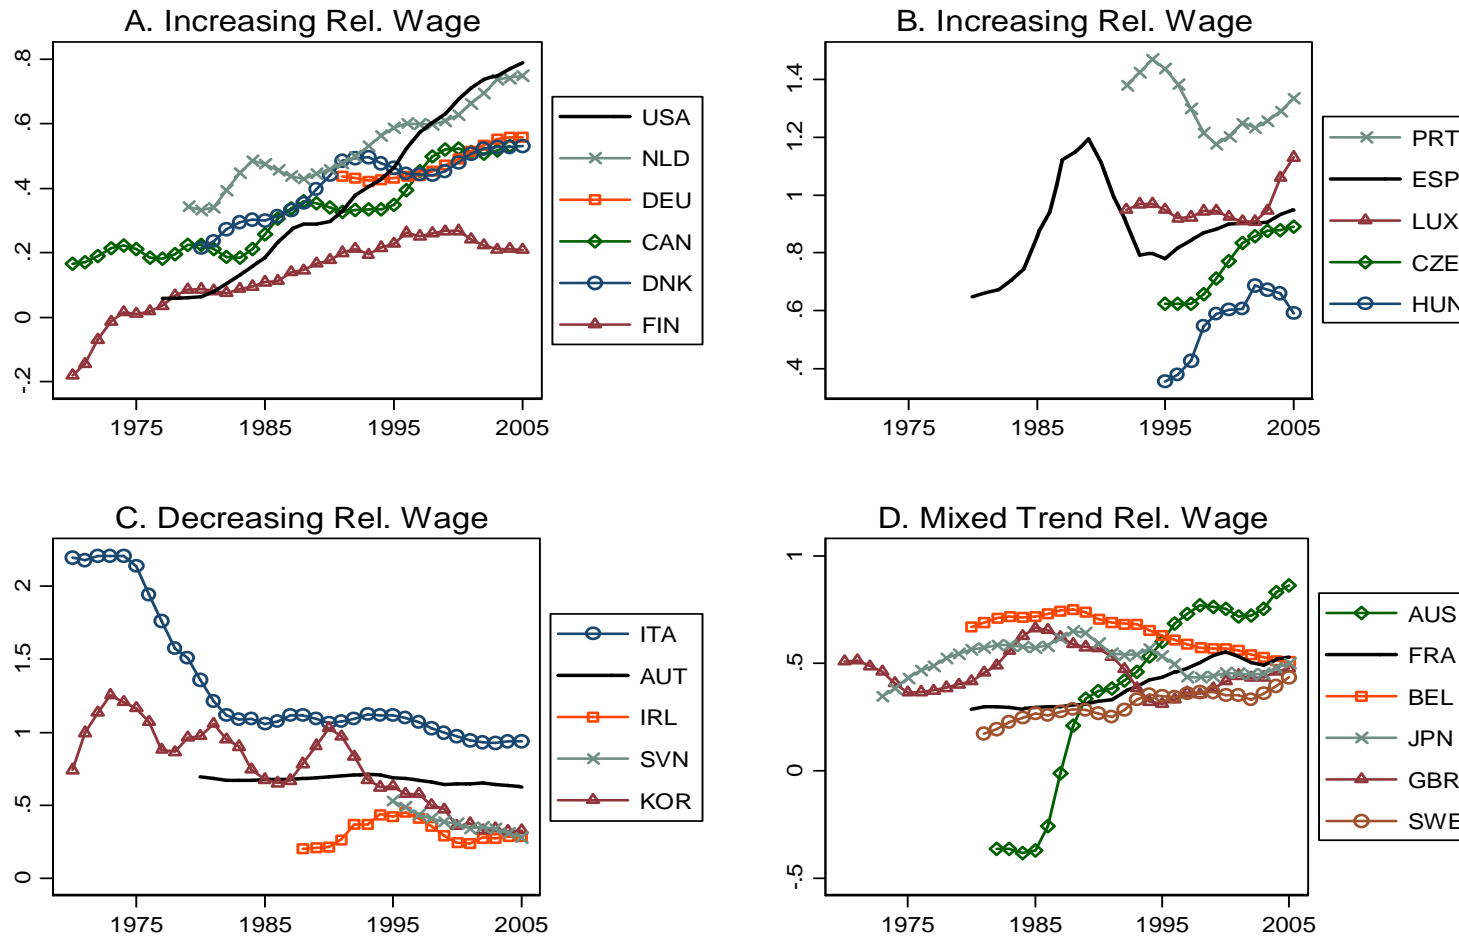 A. Increasing Rel. Wage
.8
.6
.4
.2
0
-.2
1975 1985 1995 2005
USA
NLD
DEU
CAN
DNK
FIN
B. Increasing Rel. Wage
1.4
1.2
1
.8
.6
.4
1975 1985 1995 2005
PRT
ESP
LUX
CZE
HUN
C. Decreasing Rel. Wage
2
1.5
1
.5
0
1975 1985 1995 2005
ITA
AUT
IRL
SVN
KOR
D. Mixed Trend Rel. Wage
1
.5
0
-.5
1975 1985 1995 2005
AUS
FRA
BEL
JPN
GBR
SWE